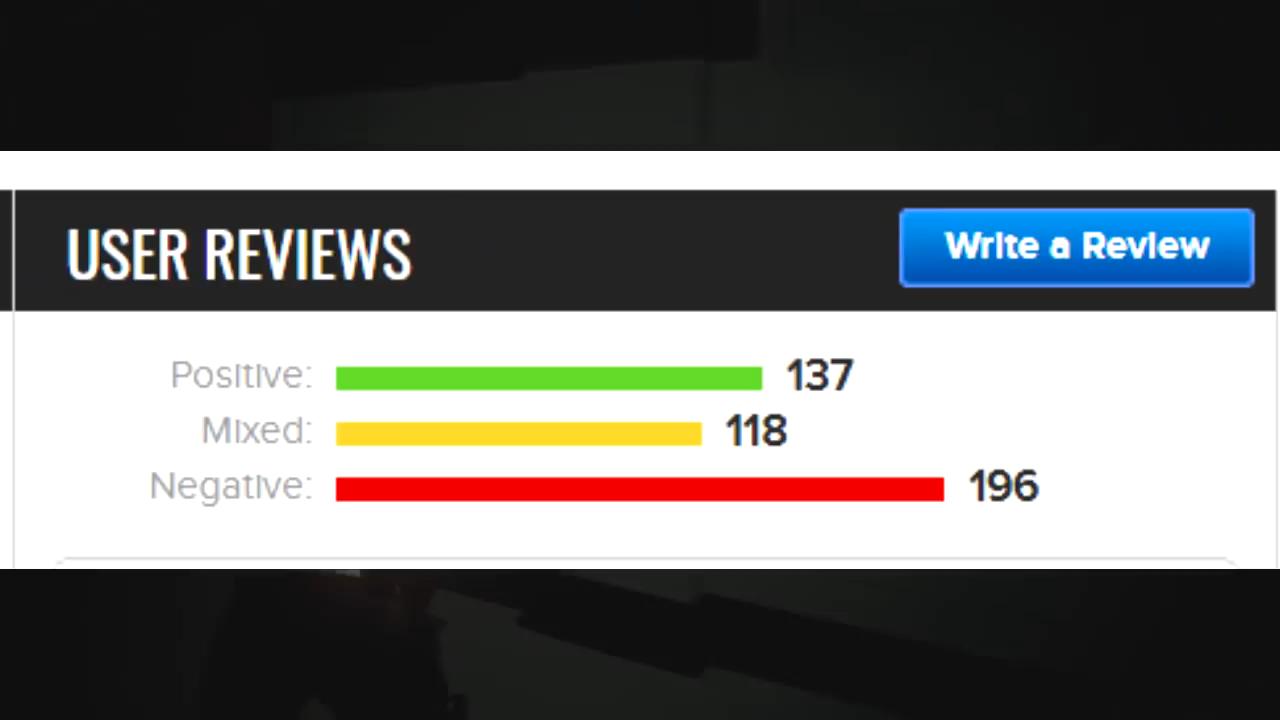 USER REVIEWS
Write a Review
Positive: 137
Mixed: 118
Negative: 196